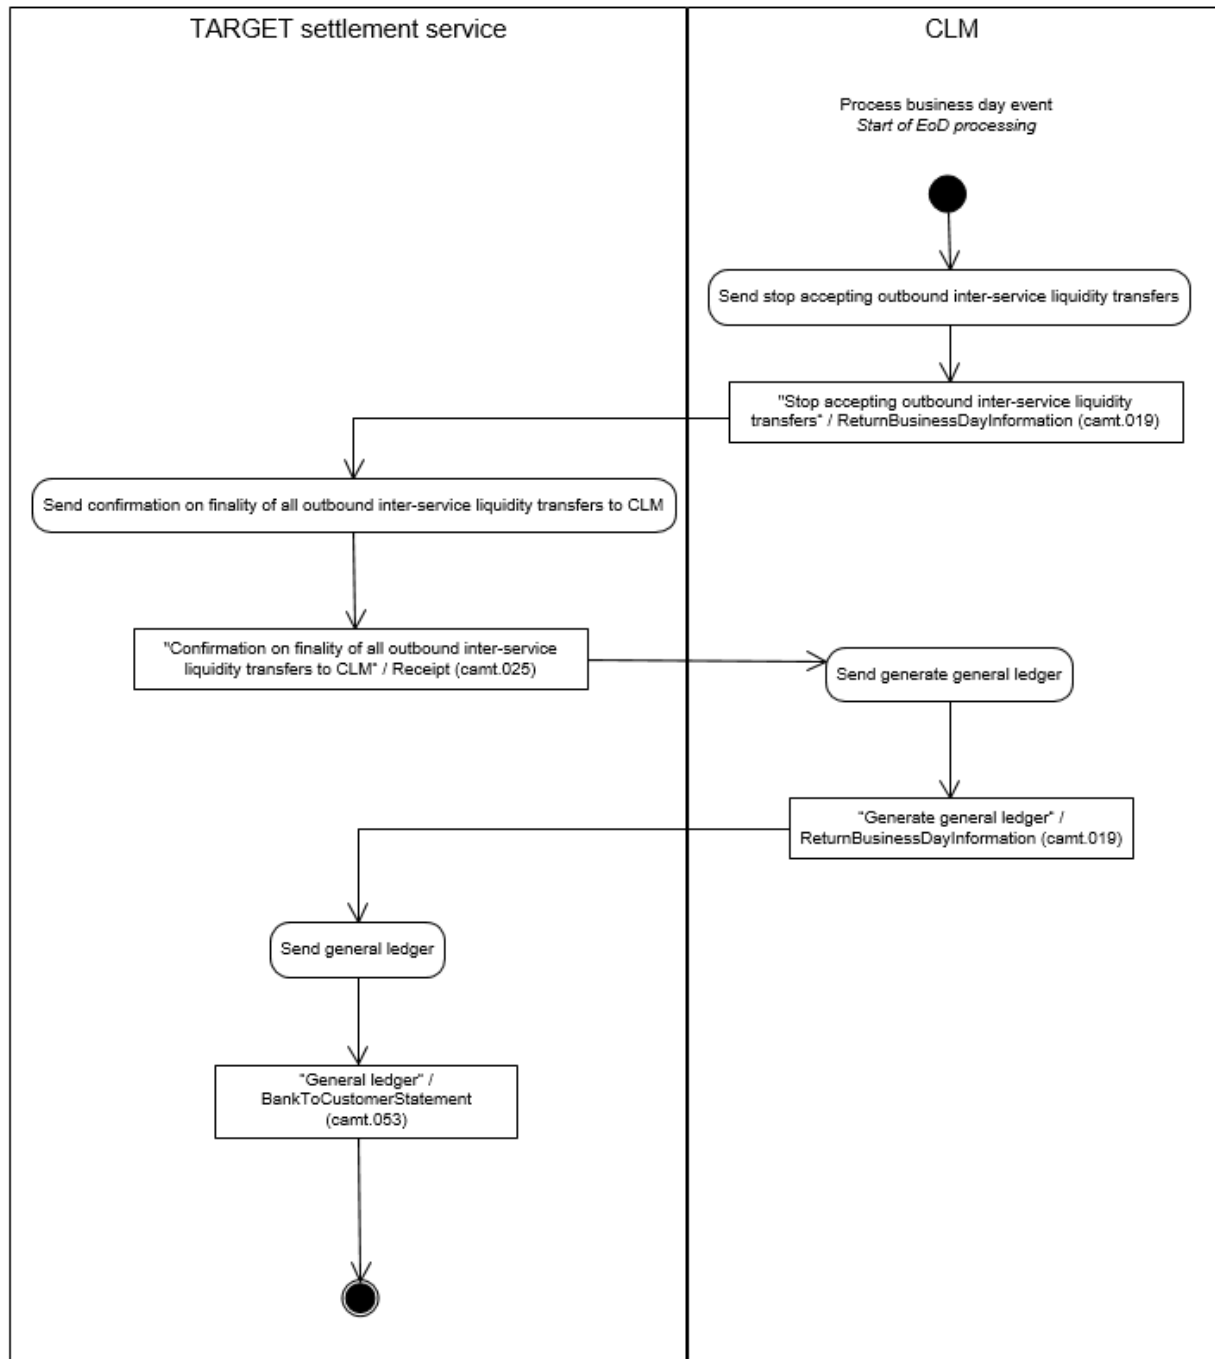 TARGET settlement service
CLM
Process business day event
Start of EoD processing
Send stop accepting outbound inter-service liquidity transfers
"Stop accepting outbound inter-service liquidity
transfers" / ReturnBusinessDayInformation (camt.019)
Send confirmation on finality of all outbound inter-service liquidity transfers to CLM
"Confirmation on finality of all outbound inter-service
liquidity transfers to CLM" / Receipt (camt.025)
Send generate general ledger
"Generate general ledger" /
ReturnBusinessDayInformation (camt.019)
Send general ledger
"General ledger" /
BankToCustomerStatement
(camt.053)